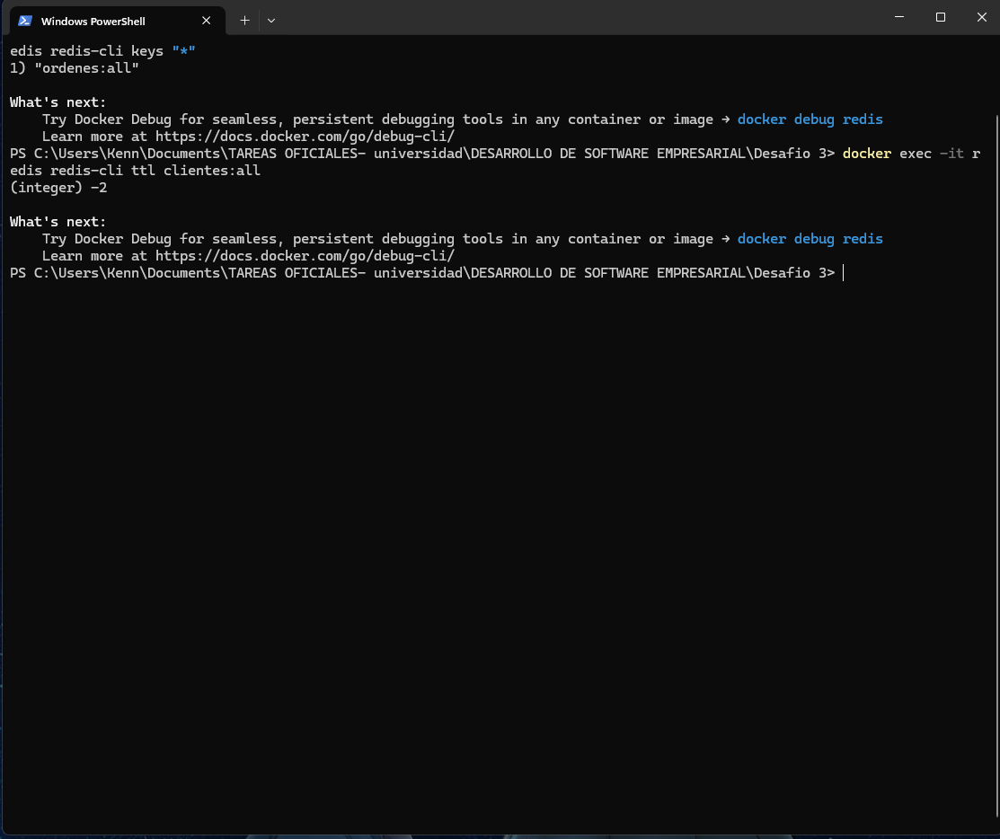 Windows PowerShell
edis redis-cli keys "*"
1) "ordenes:all"
What's next:
Try Docker Debug for seamless, persistent debugging tools in any container or image → docker debug redis
Learn more at https://docs.docker.com/go/debug-cli/
PS C:\Users\Kenn\Documents\TAREAS OFICIALES- universidad\DESARROLLO DE SOFTWARE EMPRESARIAL\Desafio 3> docker exec -it r
edis redis-cli ttl clientes:all
(integer) -2
What's next:
Try Docker Debug for seamless, persistent debugging tools in any container or image → docker debug redis
Learn more at https://docs.docker.com/go/debug-cli/
PS C:\Users\Kenn\Documents\TAREAS OFICIALES- universidad\DESARROLLO DE SOFTWARE EMPRESARIAL\Desafio 3>